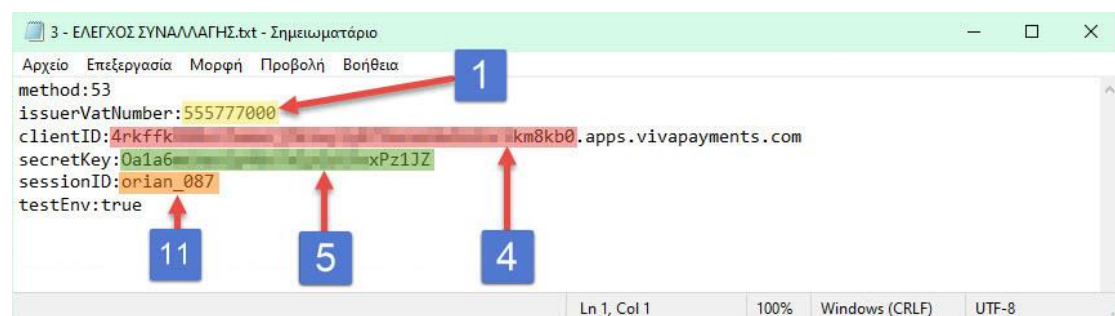 3 - ΕΛΕΓΧΟΣ ΣΥΝΑΛΛΑΓΗΣ.txt - Σημειωματάριο
Αρχείο Επεξεργασία Μορφή Προβολή Βοήθεια
1
method:53
issuerVatNumber:555777000
clientID:4rkffk km8kb0.apps.vivapayments.com
secretKey:0a1a6 xPz1JZ
sessionID:orian_087
testEnv:true
11
5
4
Ln 1, Col 1 100% Windows (CRLF) UTF-8